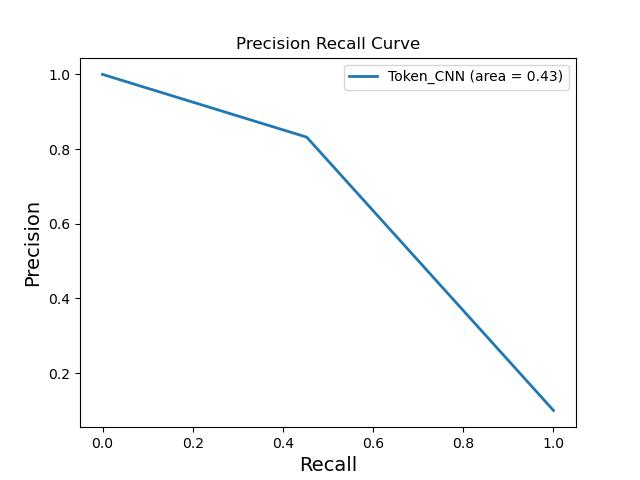 Precision Recall Curve
Token_CNN (area = 0.43)
Precision
1.0
0.8
0.6
0.4
0.2
0.0 0.2 0.4 0.6 0.8 1.0
Recall